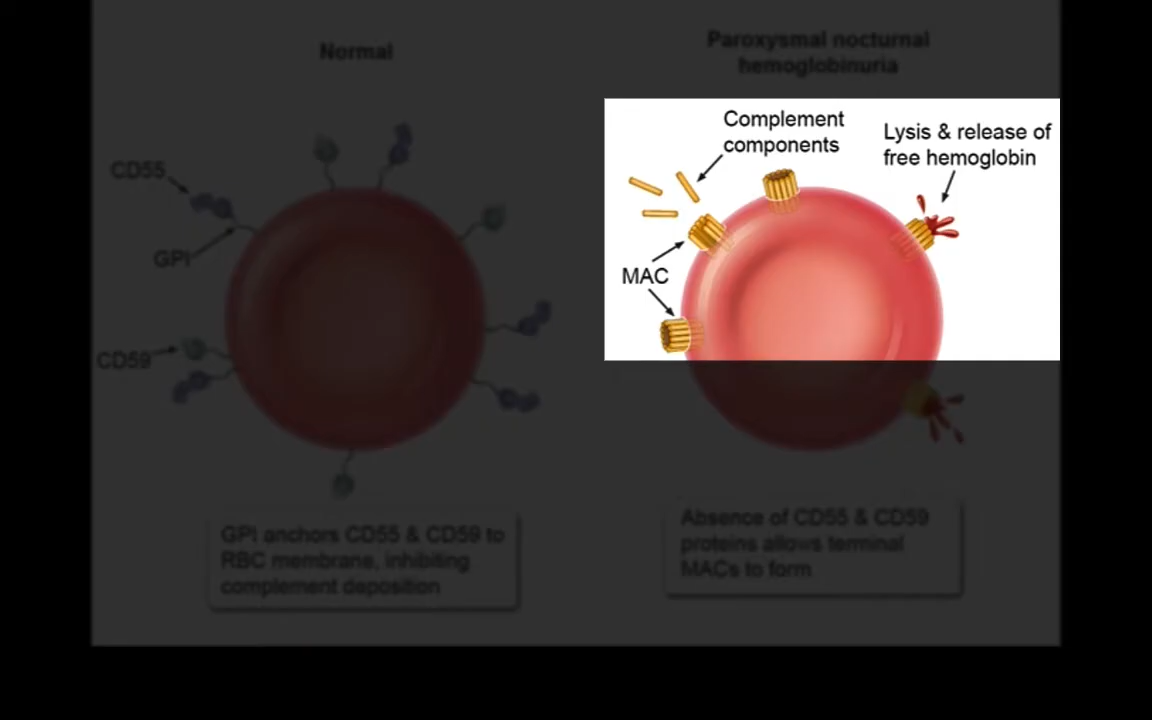 Normal
Paroxysmal nocturnal
hemoglobinuria
CD55
GPI
CD59
Complement
components
Lysis & release of
free hemoglobin
MAC
GPI anchors CD55 & CD59 to
RBC membrane, inhibiting
complement deposition
Absence of CD55 & CD59
proteins allows terminal
MACs to form